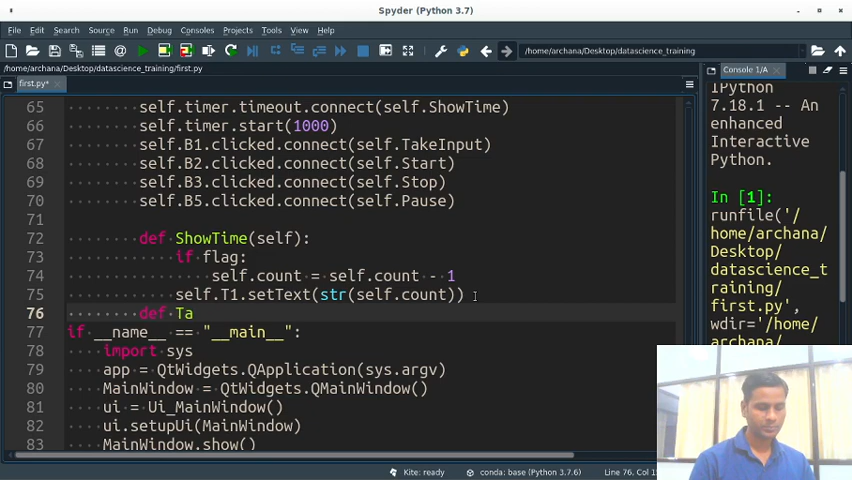 Spyder (Python 3.7)
File Edit Search Source Run Debug Consoles Projects Tools View Help
/home/archana/Desktop/datascience_training
/home/archana/Desktop/datascience_training/first.py
first.py*
Console 1/A
65 self.timer.timeout.connect(self.ShowTime)
66 self.timer.start(1000)
67 self.B1.clicked.connect(self.TakeInput)
68 self.B2.clicked.connect(self.Start)
69 self.B3.clicked.connect(self.Stop)
70 self.B5.clicked.connect(self.Pause)
71
72 def ShowTime(self):
73 if flag:
74 self.count = self.count - 1
75 self.T1.setText(str(self.count))
76 def Ta
77 if __name__ == "__main__":
78 import sys
79 app = QtWidgets.QApplication(sys.argv)
80 MainWindow = QtWidgets.QMainWindow()
81 ui = Ui_MainWindow()
82 ui.setupUi(MainWindow)
83 MainWindow.show()
IPython
7.18.1 -- An
enhanced
Interactive
Python.
In [1]:
runfile('/
home/archana/
Desktop/
datascience_t
raining/
first.py',
wdir='/home/
archana/
Kite: ready
conda: base (Python 3.7.6)
Line 76, Col 1